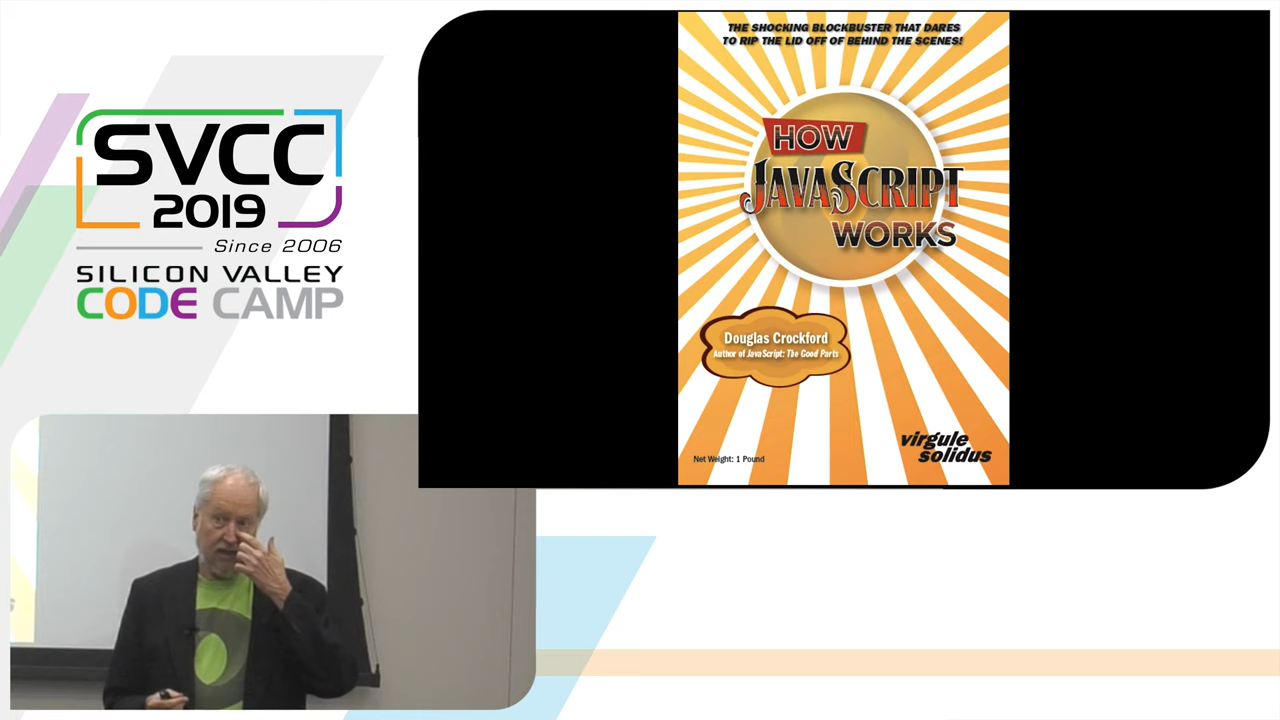 SVCC
2019
Since 2006
SILICON VALLEY
CODE CAMP
THE SHOCKING BLOCKBUSTER THAT DARES
TO RIP THE LID OFF OF BEHIND THE SCENES!
HOW
JAVASCRIPT
WORKS
Douglas Crockford
Author of JavaScript: The Good Parts
virgule
solidus
Net Weight: 1 Pound